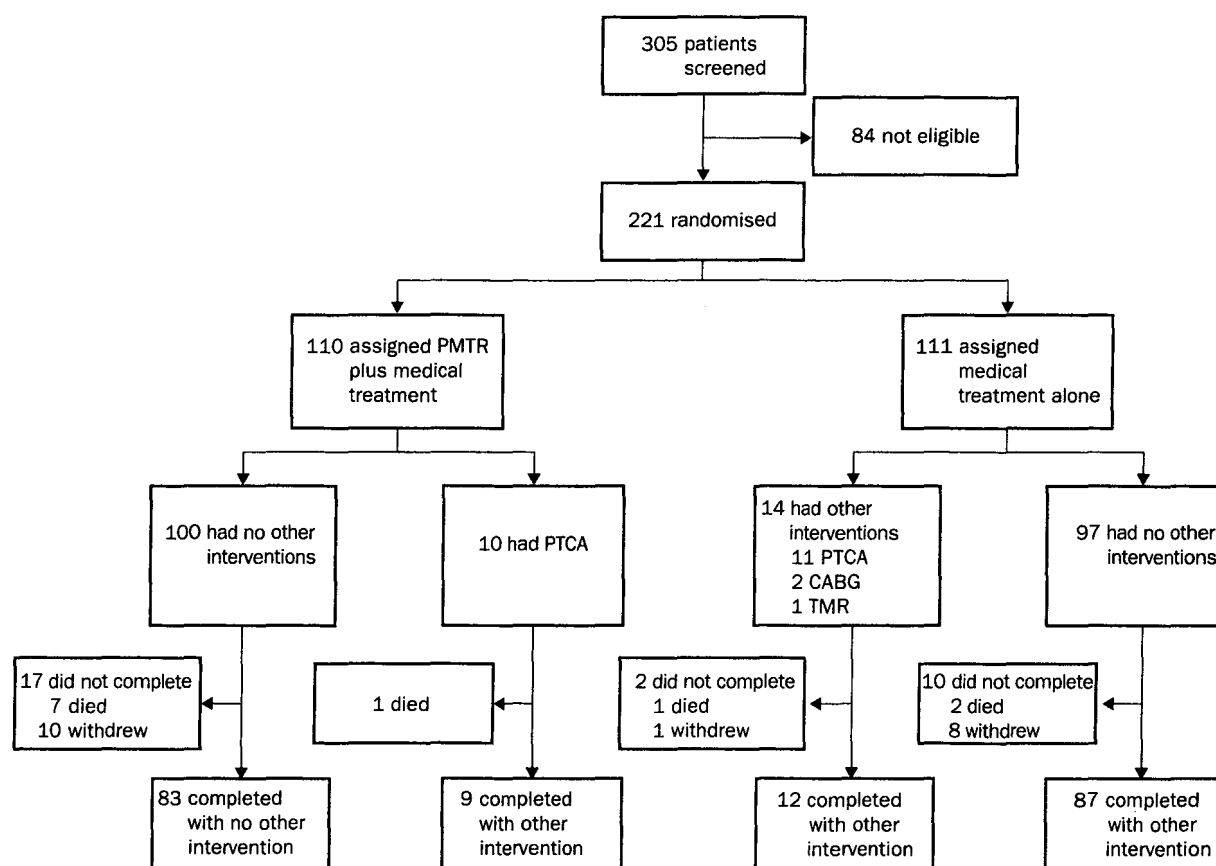 305 patients
screened
84 not eligible
221 randomised
110 assigned PMTR
plus medical
treatment
111 assigned
medical
treatment alone
100 had no other
interventions
10 had PTCA
14 had other
interventions
11 PTCA
2 CABG
1 TMR
97 had no other
interventions
17 did not complete
7 died
10 withdrew
1 died
2 did not complete
1 died
1 withdrew
10 did not complete
2 died
8 withdrew
83 completed
with no other
intervention
9 completed
with other
intervention
12 completed
with other
intervention
87 completed
with other
intervention